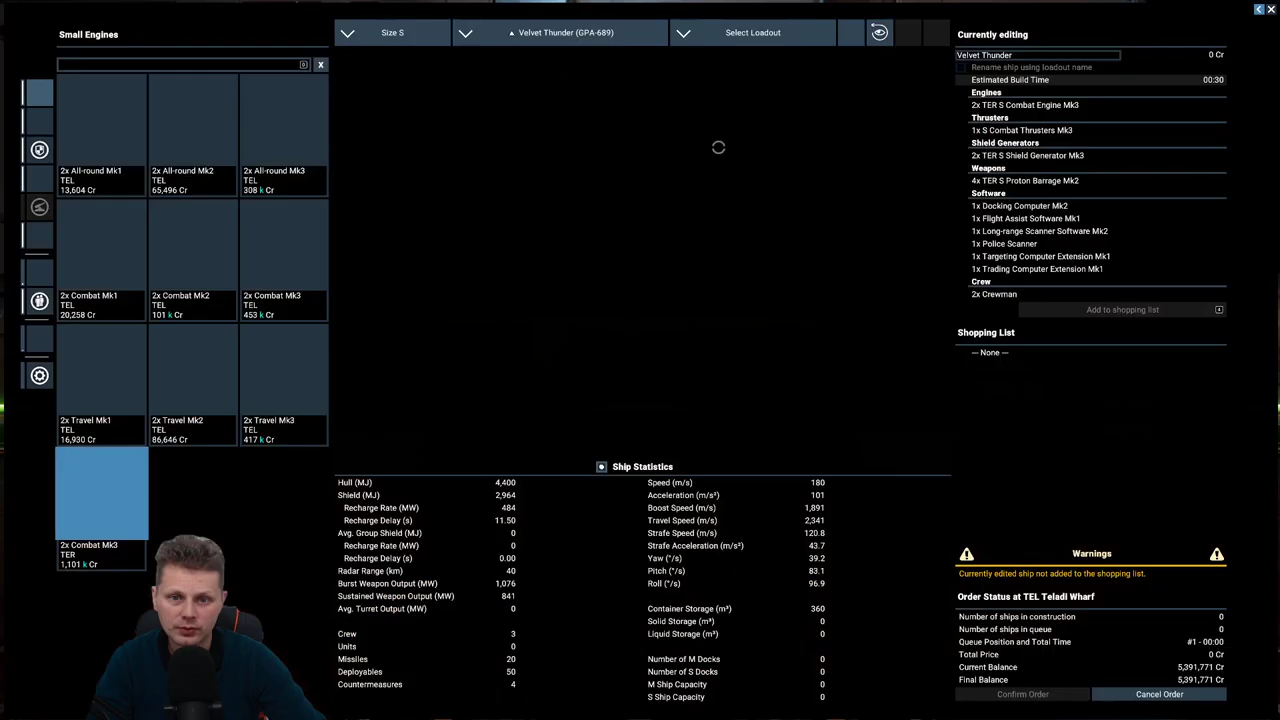 Small Engines
x
2x All-round Mk1
TEL
13,604 Cr
2x All-round Mk2
TEL
65,496 Cr
2x All-round Mk3
TEL
308 k Cr
2x Combat Mk1
TEL
20,258 Cr
2x Combat Mk2
TEL
101 k Cr
2x Combat Mk3
TEL
453 k Cr
2x Travel Mk1
TEL
16,930 Cr
2x Travel Mk2
TEL
86,646 Cr
2x Travel Mk3
TEL
417 k Cr
2x Combat Mk3
TER
1,101 k Cr
Size S
Velvet Thunder (GPA-689)
Select Loadout
Ship Statistics
Hull (MJ) 4,400
Shield (MJ) 2,964
Recharge Rate (MW) 484
Recharge Delay (s) 11.50
Avg. Group Shield (MJ) 0
Recharge Rate (MW) 0
Recharge Delay (s) 0.00
Radar Range (km) 40
Burst Weapon Output (MW) 1,076
Sustained Weapon Output (MW) 841
Avg. Turret Output (MW) 0
Crew 3
Units 0
Missiles 20
Deployables 50
Countermeasures 4
Speed (m/s) 180
Acceleration (m/s²) 101
Boost Speed (m/s) 1,891
Travel Speed (m/s) 2,341
Strafe Speed (m/s) 120.8
Strafe Acceleration (m/s²) 43.7
Yaw (°/s) 39.2
Pitch (°/s) 83.1
Roll (°/s) 96.9
Container Storage (m³) 360
Solid Storage (m³) 0
Liquid Storage (m³) 0
Number of M Docks 0
Number of S Docks 0
M Ship Capacity 0
S Ship Capacity 0
Currently editing
Velvet Thunder 0 Cr
Rename ship using loadout name
Estimated Build Time 00:30
Engines
2x TER S Combat Engine Mk3
Thrusters
1x S Combat Thrusters Mk3
Shield Generators
2x TER S Shield Generator Mk3
Weapons
4x TER S Proton Barrage Mk2
Software
1x Docking Computer Mk2
1x Flight Assist Software Mk1
1x Long-range Scanner Software Mk2
1x Police Scanner
1x Targeting Computer Extension Mk1
1x Trading Computer Extension Mk1
Crew
2x Crewman
Add to shopping list
Shopping List
— None —
Warnings
Currently edited ship not added to the shopping list.
Order Status at TEL Teladi Wharf
Number of ships in construction 0
Number of ships in queue 0
Queue Position and Total Time #1 - 00:00
Total Price 0 Cr
Current Balance 5,391,771 Cr
Final Balance 5,391,771 Cr
Confirm Order
Cancel Order